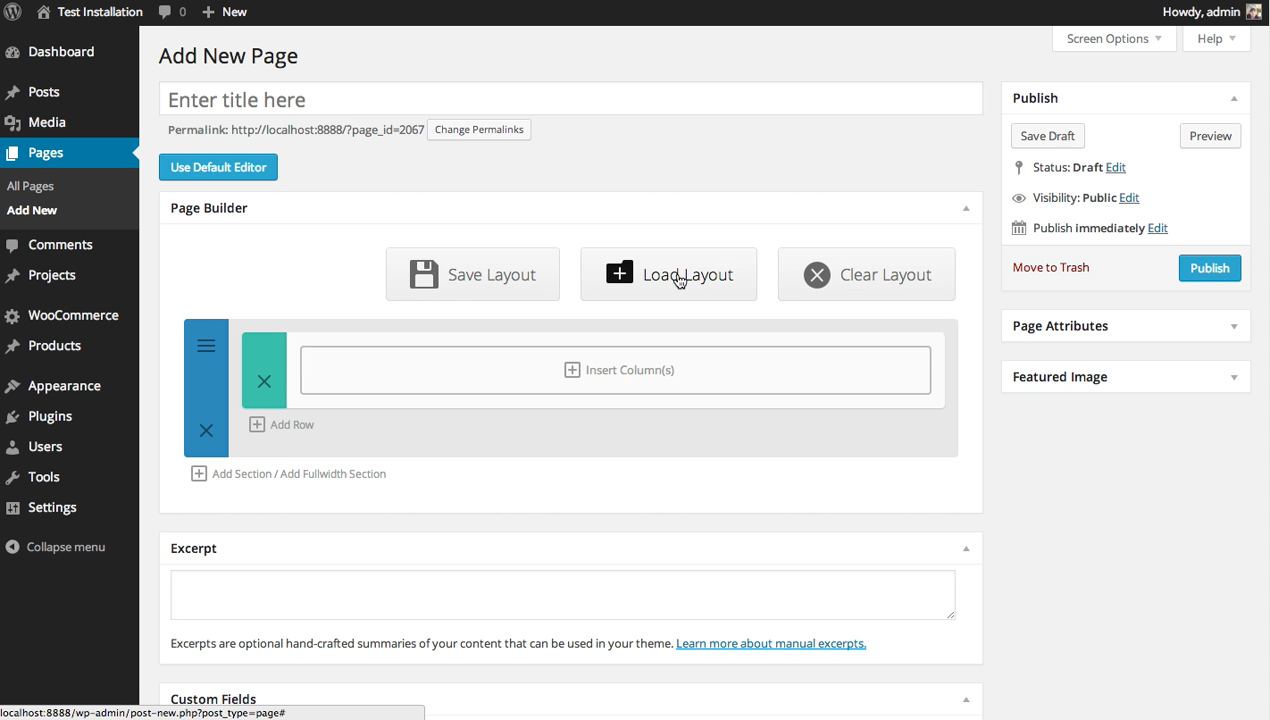 Test Installation 0 New Howdy, admin
Dashboard
Posts
Media
Pages
All Pages
Add New
Comments
Projects
WooCommerce
Products
Appearance
Plugins
Users
Tools
Settings
Collapse menu
Screen Options Help
Add New Page
Enter title here
Permalink: http://localhost:8888/?page_id=2067 Change Permalinks
Use Default Editor
Page Builder
Save Layout Load Layout Clear Layout
Insert Column(s)
Add Row
Add Section / Add Fullwidth Section
Excerpt
Excerpts are optional hand-crafted summaries of your content that can be used in your theme. Learn more about manual excerpts.
Custom Fields
Publish
Save Draft Preview
Status: Draft Edit
Visibility: Public Edit
Publish immediately Edit
Move to Trash Publish
Page Attributes
Featured Image
localhost:8888/wp-admin/post-new.php?post_type=page#